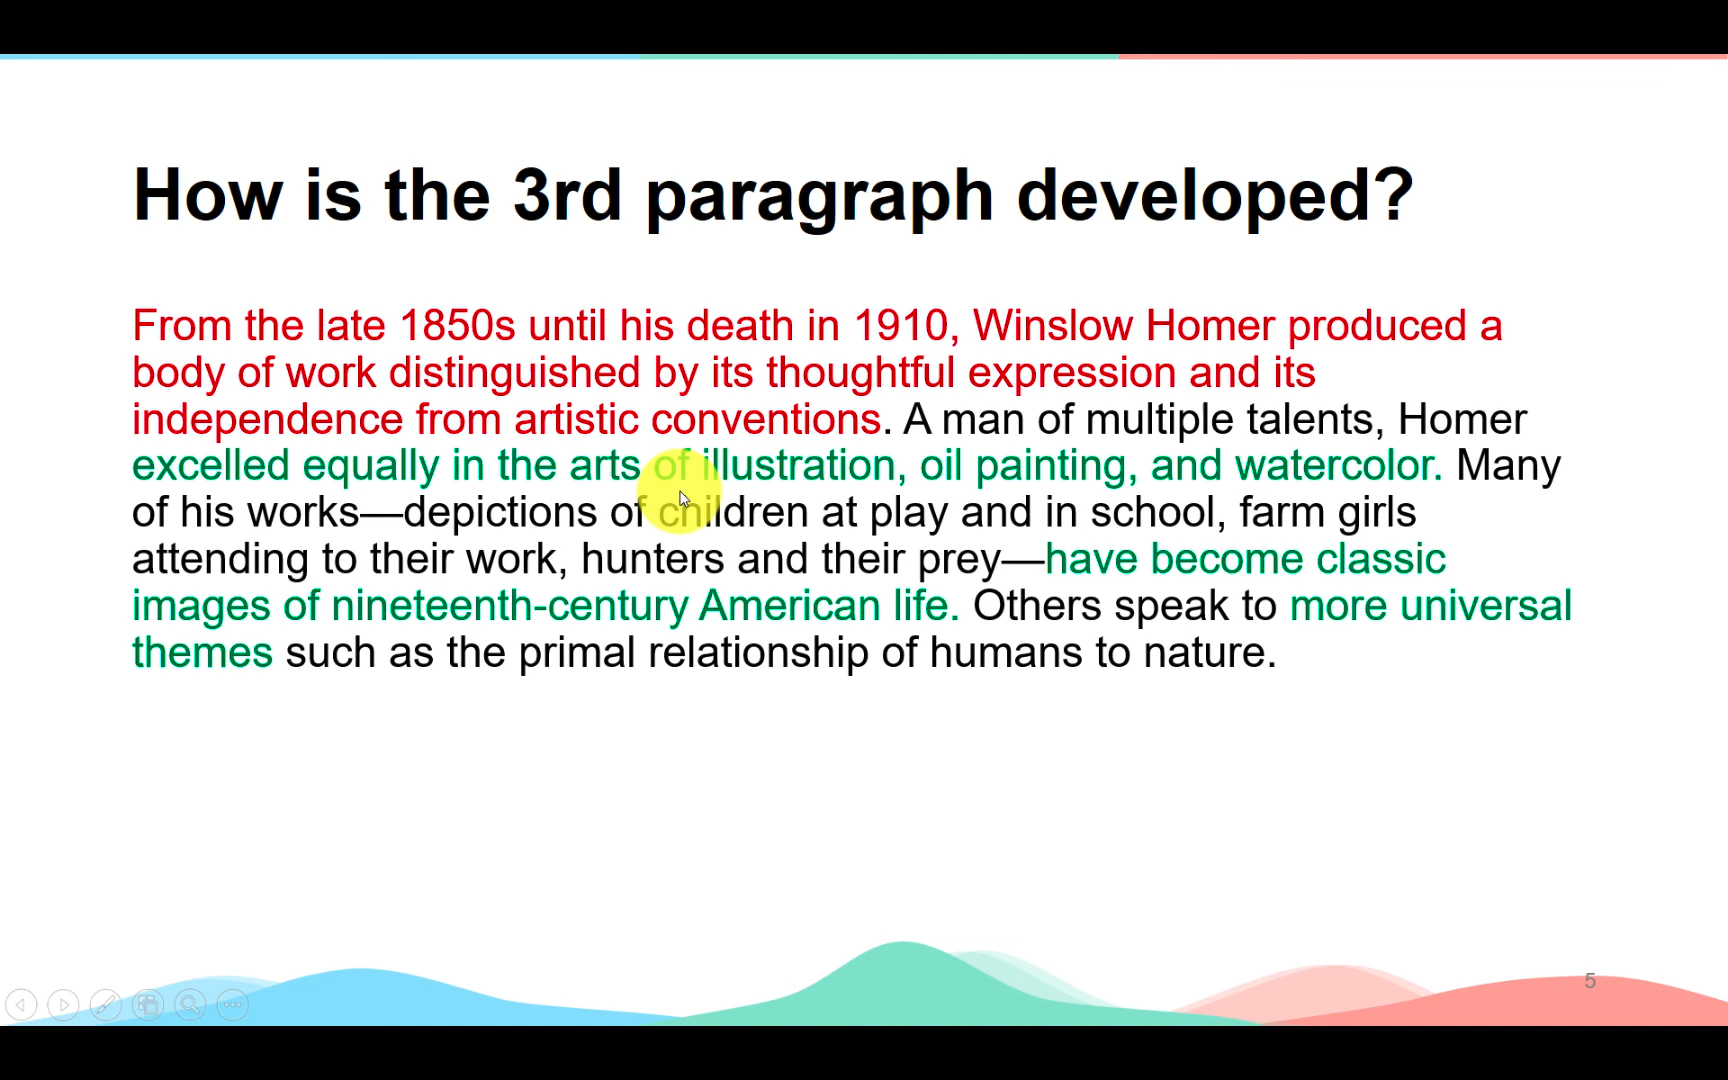 How is the 3rd paragraph developed?
From the late 1850s until his death in 1910, Winslow Homer produced a
body of work distinguished by its thoughtful expression and its
independence from artistic conventions. A man of multiple talents, Homer
excelled equally in the arts of illustration, oil painting, and watercolor. Many
of his works—depictions of children at play and in school, farm girls
attending to their work, hunters and their prey—have become classic
images of nineteenth-century American life. Others speak to more universal
themes such as the primal relationship of humans to nature.
5